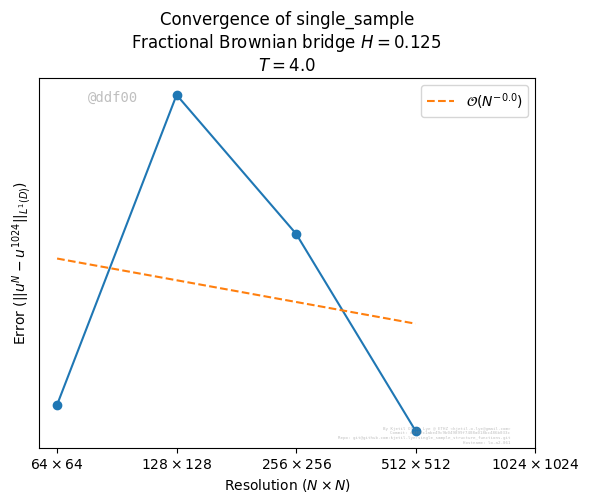 Convergence of single_sample
Fractional Brownian bridge H = 0.125
T = 4.0
@ddf00
O(N^{-0.0})
Error (||u^N − u^{1024}||_{L^1(D)})
64 × 64
128 × 128
256 × 256
512 × 512
1024 × 1024
Resolution (N × N)